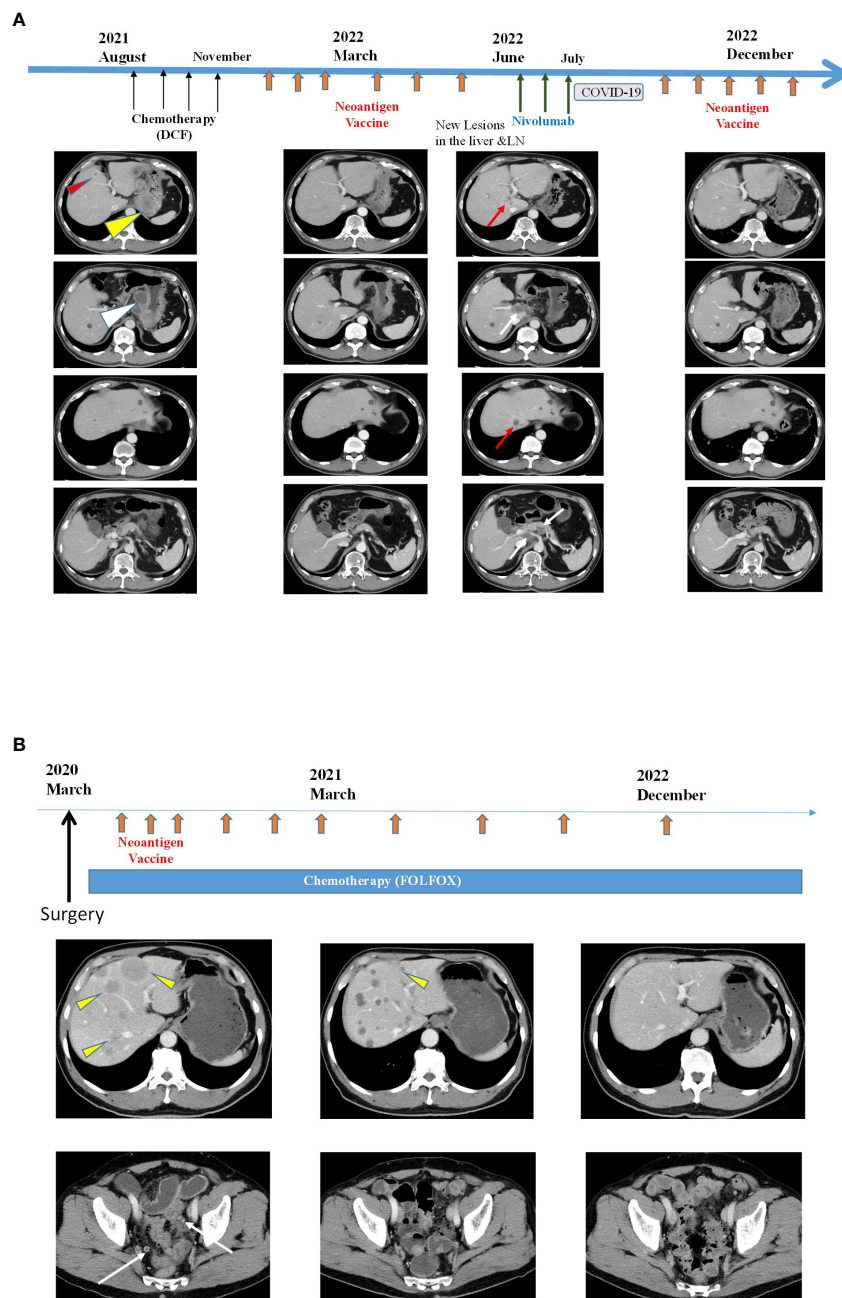 A
2021
August
November
2022
March
2022
June
July
2022
December
Chemotherapy
(DCF)
Neoantigen
Vaccine
New Lesions
in the liver &LN
Nivolumab
COVID-19
Neoantigen
Vaccine
B
2020
March
2021
March
2022
December
Neoantigen
Vaccine
Chemotherapy (FOLFOX)
Surgery